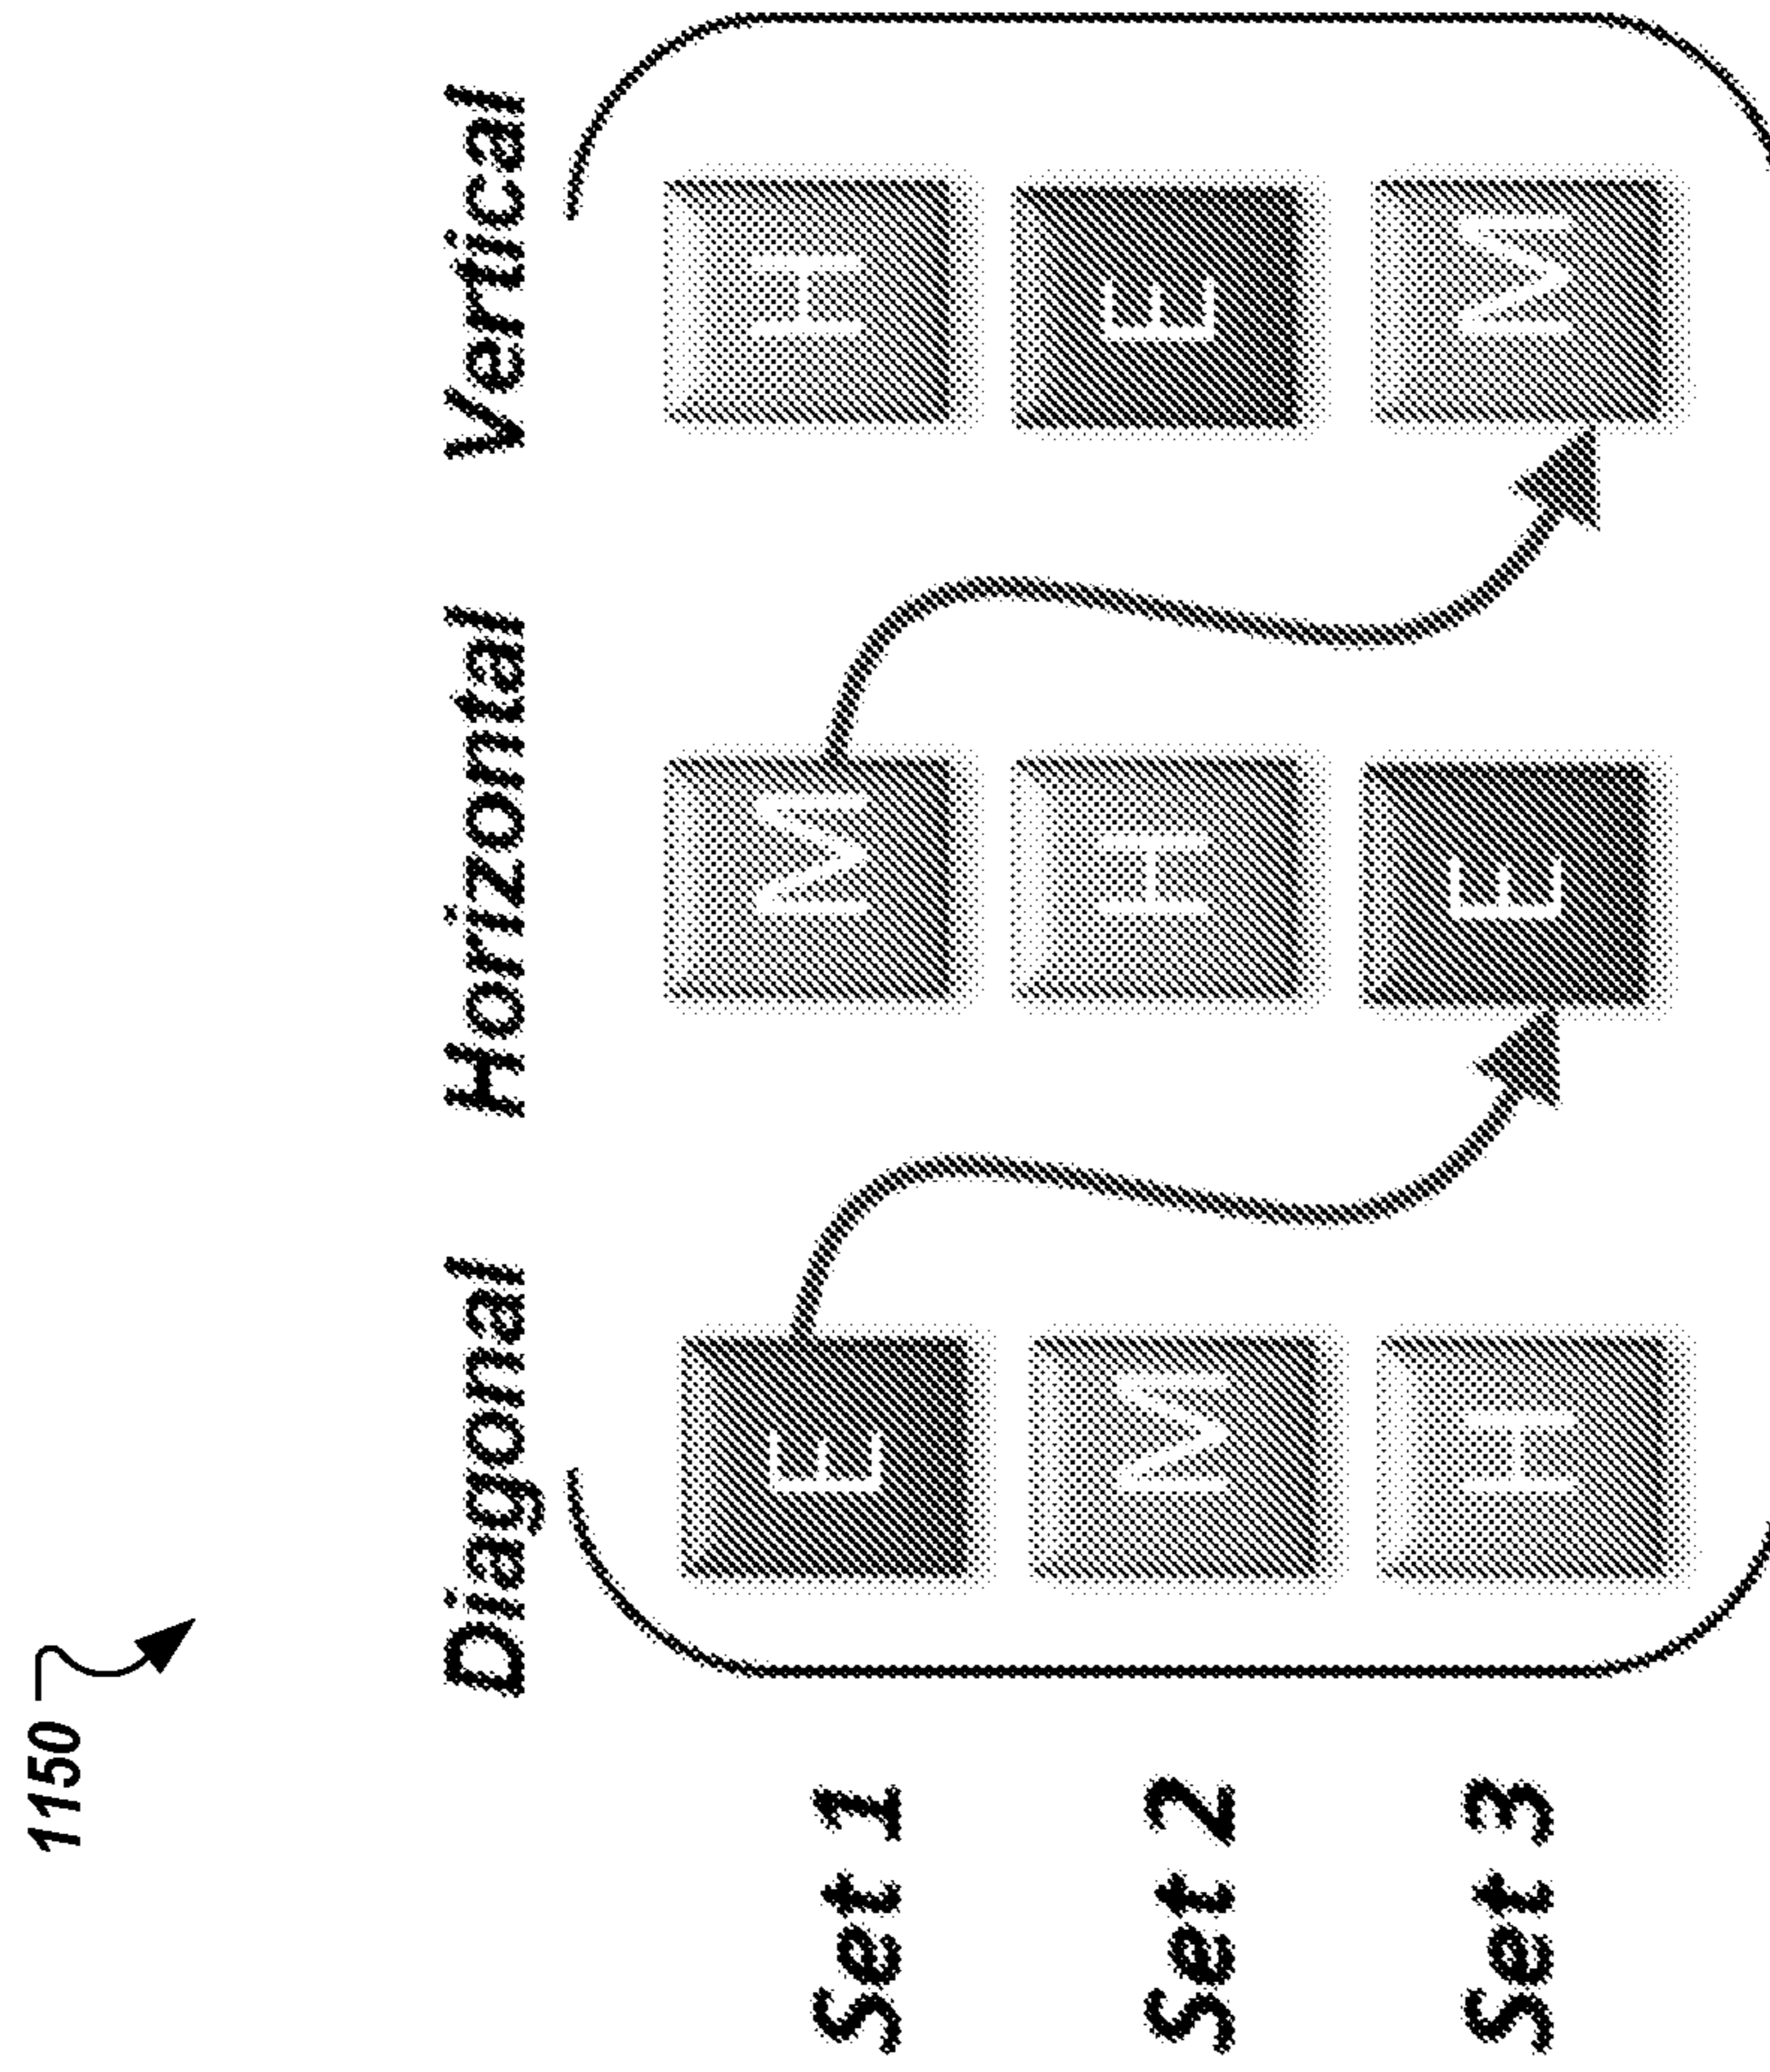 1150
Diagonal Horizontal Vertical
Set 1 E M H
Set 2 M H E
Set 3 H E M